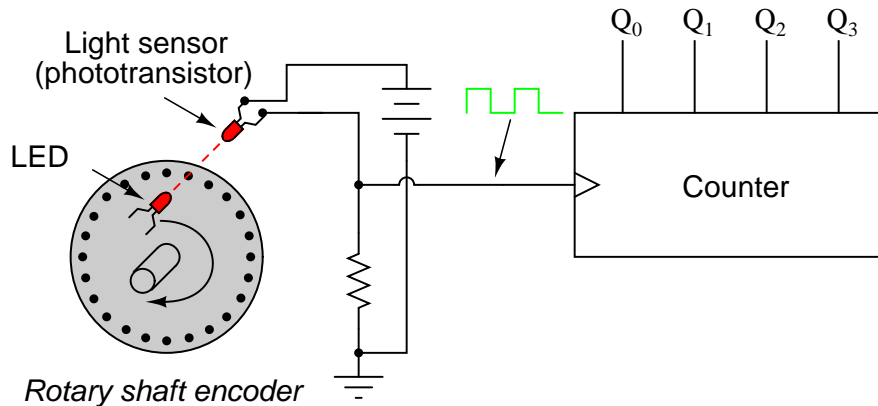 Q0 Q1 Q2 Q3
Light sensor
(phototransistor)
LED
Counter
Rotary shaft encoder